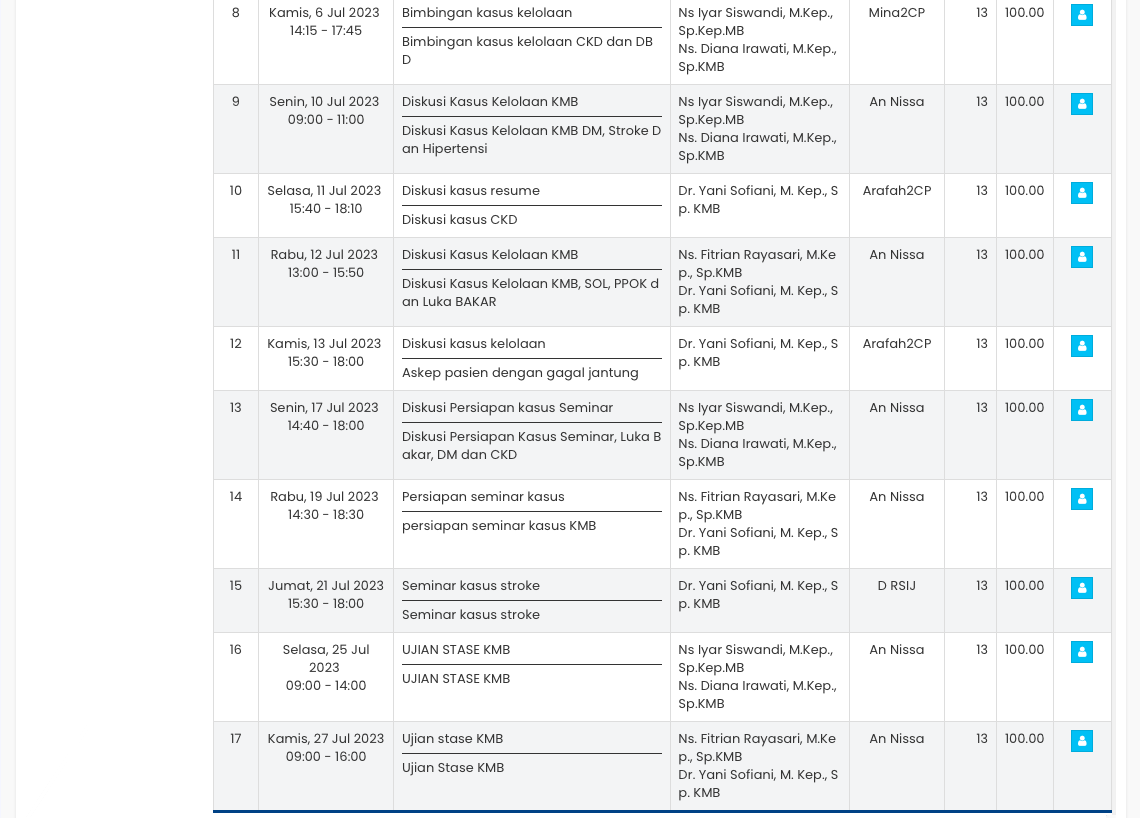 8 Kamis, 6 Jul 2023 Bimbingan kasus kelolaan Ns Iyar Siswandi, M.Kep., Mina2CP 13 100.00
14:15 - 17:45 Sp.Kep.MB
Bimbingan kasus kelolaan CKD dan DB Ns. Diana Irawati, M.Kep.,
D Sp.KMB
9 Senin, 10 Jul 2023 Diskusi Kasus Kelolaan KMB Ns Iyar Siswandi, M.Kep., An Nissa 13 100.00
09:00 - 11:00 Sp.Kep.MB
Diskusi Kasus Kelolaan KMB DM, Stroke D Ns. Diana Irawati, M.Kep.,
an Hipertensi Sp.KMB
10 Selasa, 11 Jul 2023 Diskusi kasus resume Dr. Yani Sofiani, M. Kep., S Arafah2CP 13 100.00
15:40 - 18:10 p. KMB
Diskusi kasus CKD
11 Rabu, 12 Jul 2023 Diskusi Kasus Kelolaan KMB Ns. Fitrian Rayasari, M.Ke An Nissa 13 100.00
13:00 - 15:50 p., Sp.KMB
Diskusi Kasus Kelolaan KMB, SOL, PPOK d Dr. Yani Sofiani, M. Kep., S
an Luka BAKAR p. KMB
12 Kamis, 13 Jul 2023 Diskusi kasus kelolaan Dr. Yani Sofiani, M. Kep., S Arafah2CP 13 100.00
15:30 - 18:00 p. KMB
Askep pasien dengan gagal jantung
13 Senin, 17 Jul 2023 Diskusi Persiapan kasus Seminar Ns Iyar Siswandi, M.Kep., An Nissa 13 100.00
14:40 - 18:00 Sp.Kep.MB
Diskusi Persiapan Kasus Seminar, Luka B Ns. Diana Irawati, M.Kep.,
akar, DM dan CKD Sp.KMB
14 Rabu, 19 Jul 2023 Persiapan seminar kasus Ns. Fitrian Rayasari, M.Ke An Nissa 13 100.00
14:30 - 18:30 p., Sp.KMB
persiapan seminar kasus KMB Dr. Yani Sofiani, M. Kep., S
p. KMB
15 Jumat, 21 Jul 2023 Seminar kasus stroke Dr. Yani Sofiani, M. Kep., S D RSIJ 13 100.00
15:30 - 18:00 p. KMB
Seminar kasus stroke
16 Selasa, 25 Jul UJIAN STASE KMB Ns Iyar Siswandi, M.Kep., An Nissa 13 100.00
2023 Sp.Kep.MB
09:00 - 14:00 UJIAN STASE KMB Ns. Diana Irawati, M.Kep.,
Sp.KMB
17 Kamis, 27 Jul 2023 Ujian stase KMB Ns. Fitrian Rayasari, M.Ke An Nissa 13 100.00
09:00 - 16:00 p., Sp.KMB
Ujian Stase KMB Dr. Yani Sofiani, M. Kep., S
p. KMB